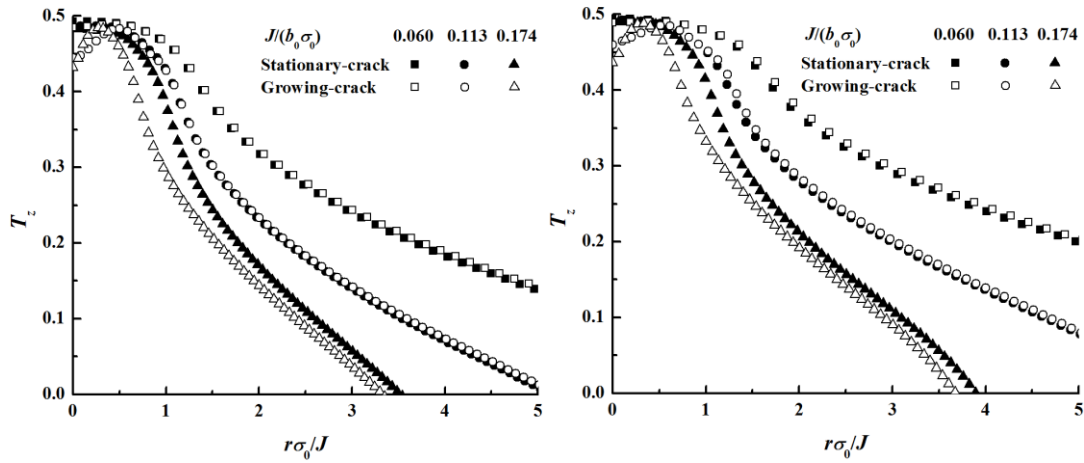 J/(b₀σ₀) 0.060 0.113 0.174
Stationary-crack
Growing-crack
T_z
0.5
0.4
0.3
0.2
0.1
0.0
0 1 2 3 4 5
rσ₀/J
J/(b₀σ₀) 0.060 0.113 0.174
Stationary-crack
Growing-crack
T_z
0.5
0.4
0.3
0.2
0.1
0.0
0 1 2 3 4 5
rσ₀/J